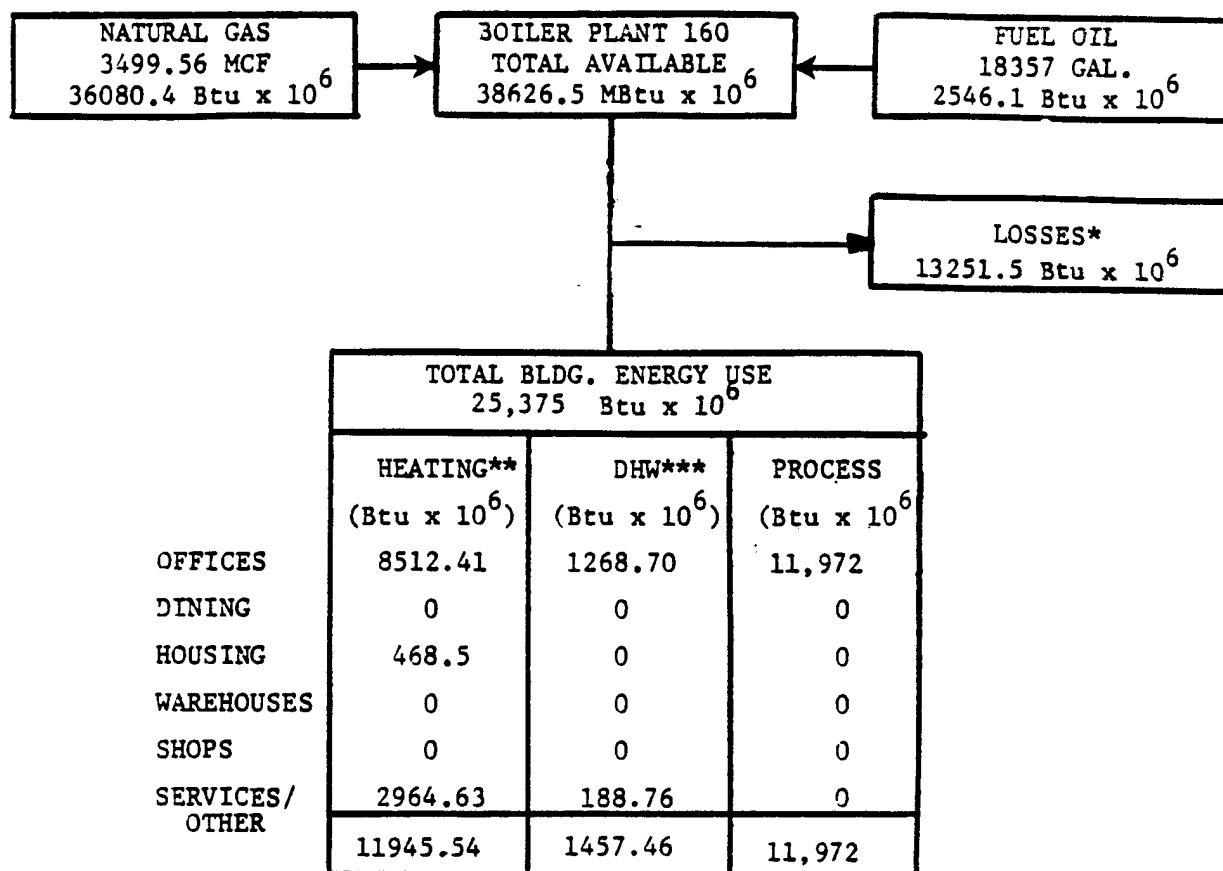 NATURAL GAS
3499.56 MCF
36080.4 Btu x 10^6
BOILER PLANT 160
TOTAL AVAILABLE
38626.5 MBtu x 10^6
FUEL OIL
18357 GAL.
2546.1 Btu x 10^6
LOSSES*
13251.5 Btu x 10^6
TOTAL BLDG. ENERGY USE
25,375 Btu x 10^6
HEATING** DHW*** PROCESS
(Btu x 10^6) (Btu x 10^6) (Btu x 10^6
OFFICES 8512.41 1268.70 11,972
DINING 0 0 0
HOUSING 468.5 0 0
WAREHOUSES 0 0 0
SHOPS 0 0 0
SERVICES/ 2964.63 188.76 0
OTHER
11945.54 1457.46 11,972